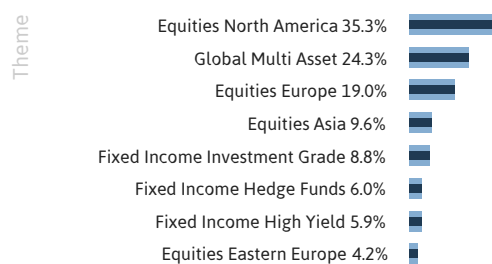 Theme
Equities North America 35.3%
Global Multi Asset 24.3%
Equities Europe 19.0%
Equities Asia 9.6%
Fixed Income Investment Grade 8.8%
Fixed Income Hedge Funds 6.0%
Fixed Income High Yield 5.9%
Equities Eastern Europe 4.2%